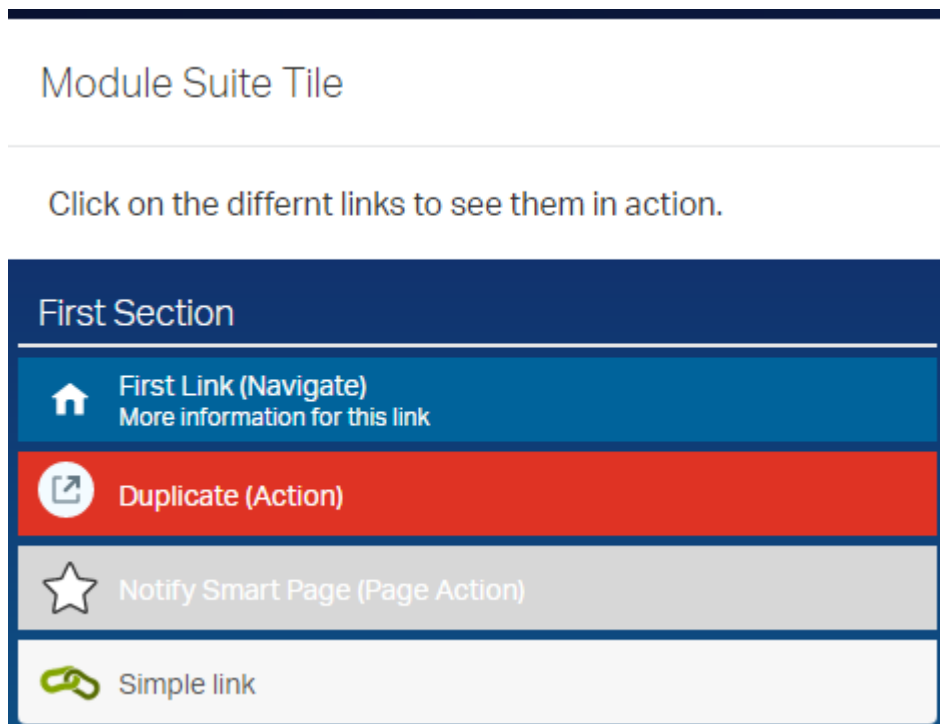 Module Suite Tile
Click on the differnt links to see them in action.
First Section
First Link (Navigate)
More information for this link
Duplicate (Action)
Notify Smart Page (Page Action)
Simple link